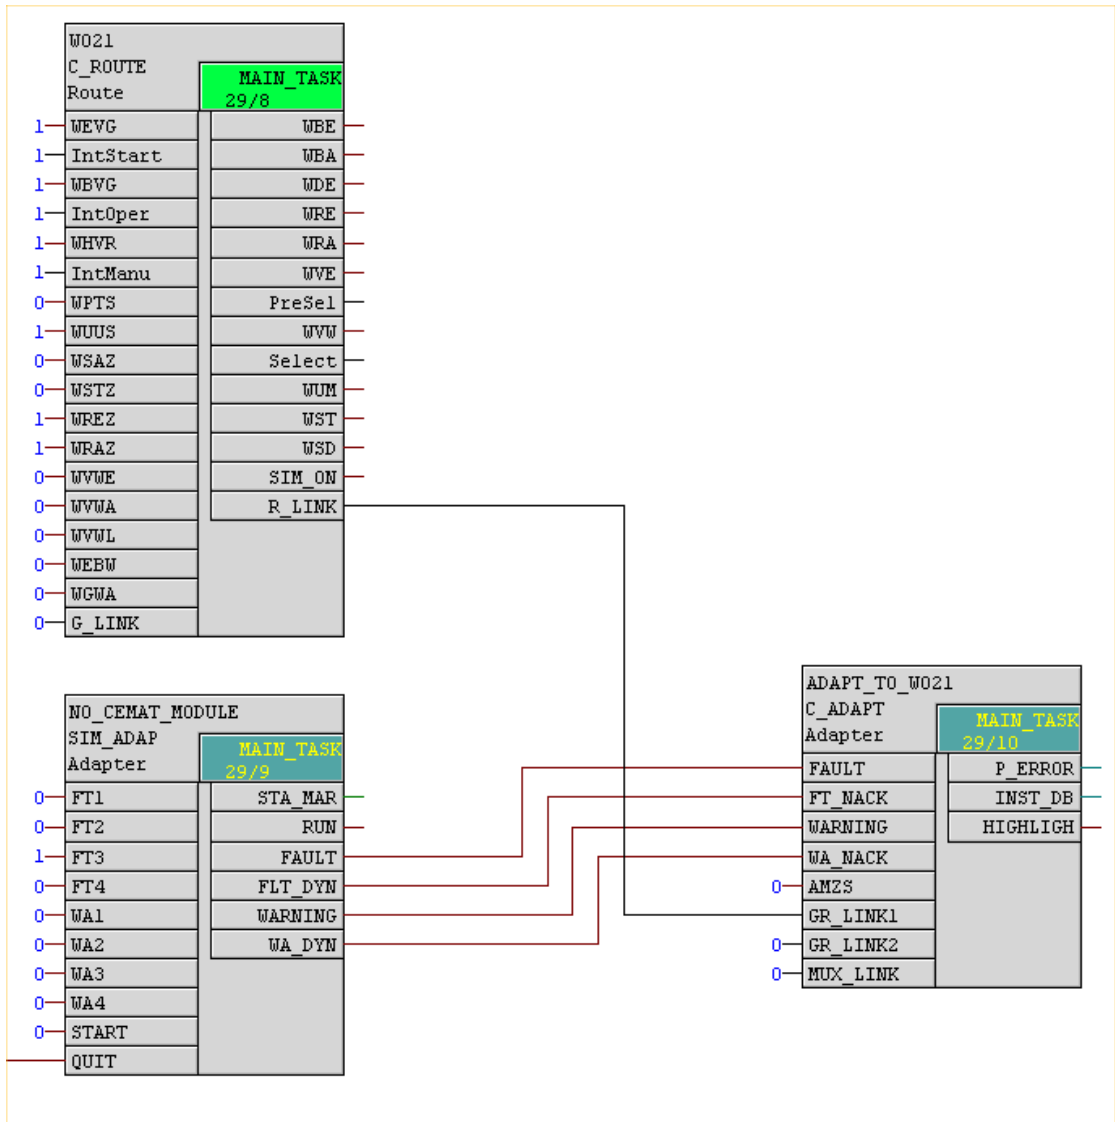 W021
C_ROUTE
Route
MAIN_TASK
29/8
1 WEVG WBE
1 IntStart WBA
1 WBVG WDE
1 IntOper WRE
1 WHVR WRA
1 IntManu WVE
0 WPTS PreSel
1 WUUS WVW
0 WSAZ Select
0 WSTZ WUM
1 WREZ WST
1 WRAZ WSD
0 WVWE SIM_ON
0 WVWA R_LINK
0 WVWL
0 WEBW
0 WGWA
0 G_LINK
NO_CEMAT_MODULE
SIM_ADAP
Adapter
MAIN_TASK
29/9
0 FT1 STA_MAR
0 FT2 RUN
1 FT3 FAULT
0 FT4 FLT_DYN
0 WA1 WARNING
0 WA2 WA_DYN
0 WA3
0 WA4
0 START
QUIT
ADAPT_TO_W021
C_ADAPT
Adapter
MAIN_TASK
29/10
FAULT P_ERROR
FT_NACK INST_DB
WARNING HIGHLIGH
WA_NACK
0 AMZS
GR_LINK1
0 GR_LINK2
0 MUX_LINK